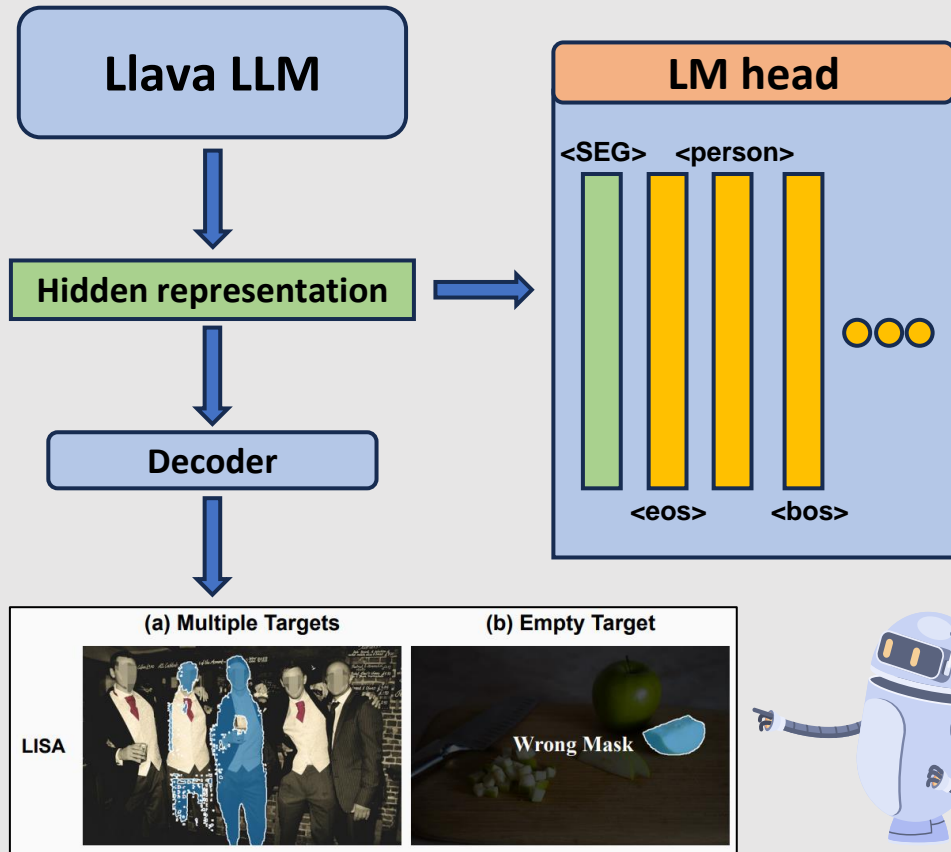 Llava LLM
LM head
<SEG> <person>
Hidden representation
Decoder
<eos> <bos>
(a) Multiple Targets (b) Empty Target
LISA
Wrong Mask